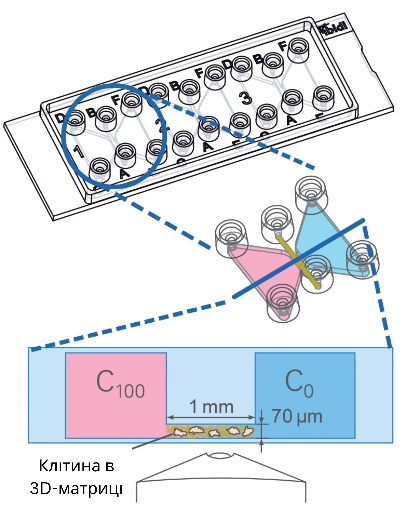 ibidi
D B F D B F D B F
1 2 3
A A A
C₁₀₀
C₀
1 mm
70 µm
Клітина в
3D-матриці